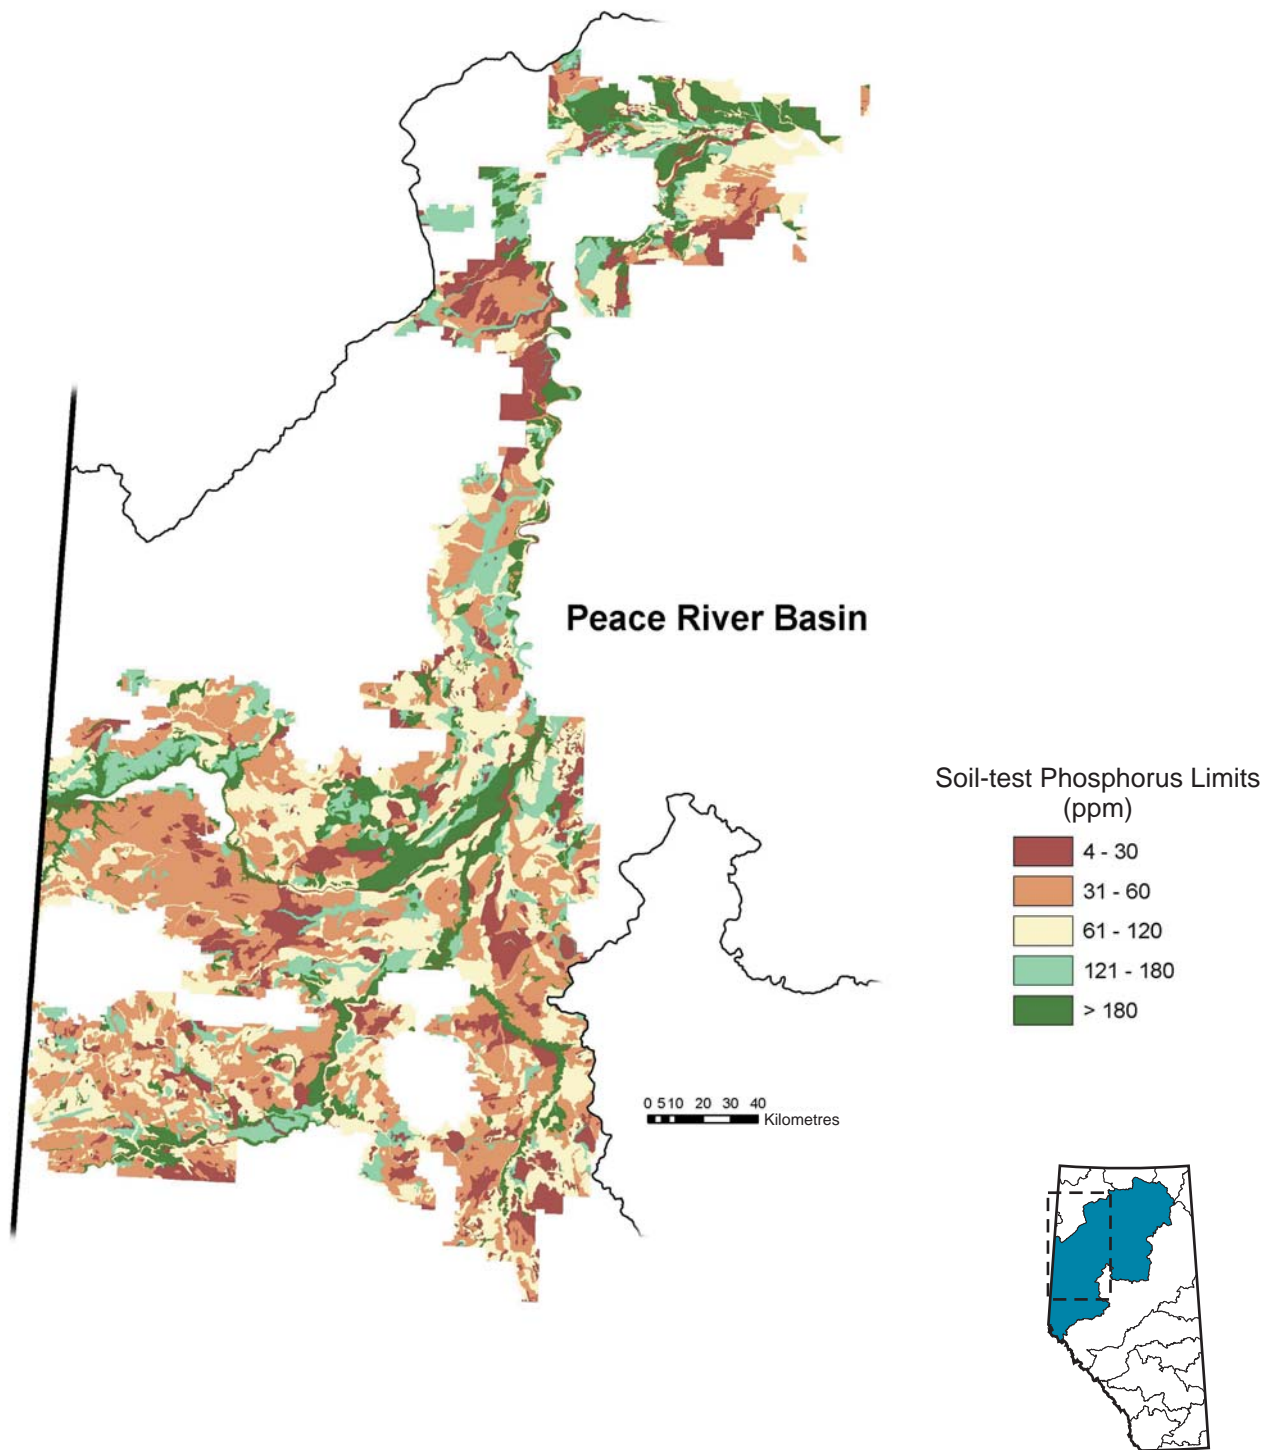 Peace River Basin
Soil-test Phosphorus Limits
(ppm)
4 - 30
31 - 60
61 - 120
121 - 180
> 180
0 5 10 20 30 40
Kilometres